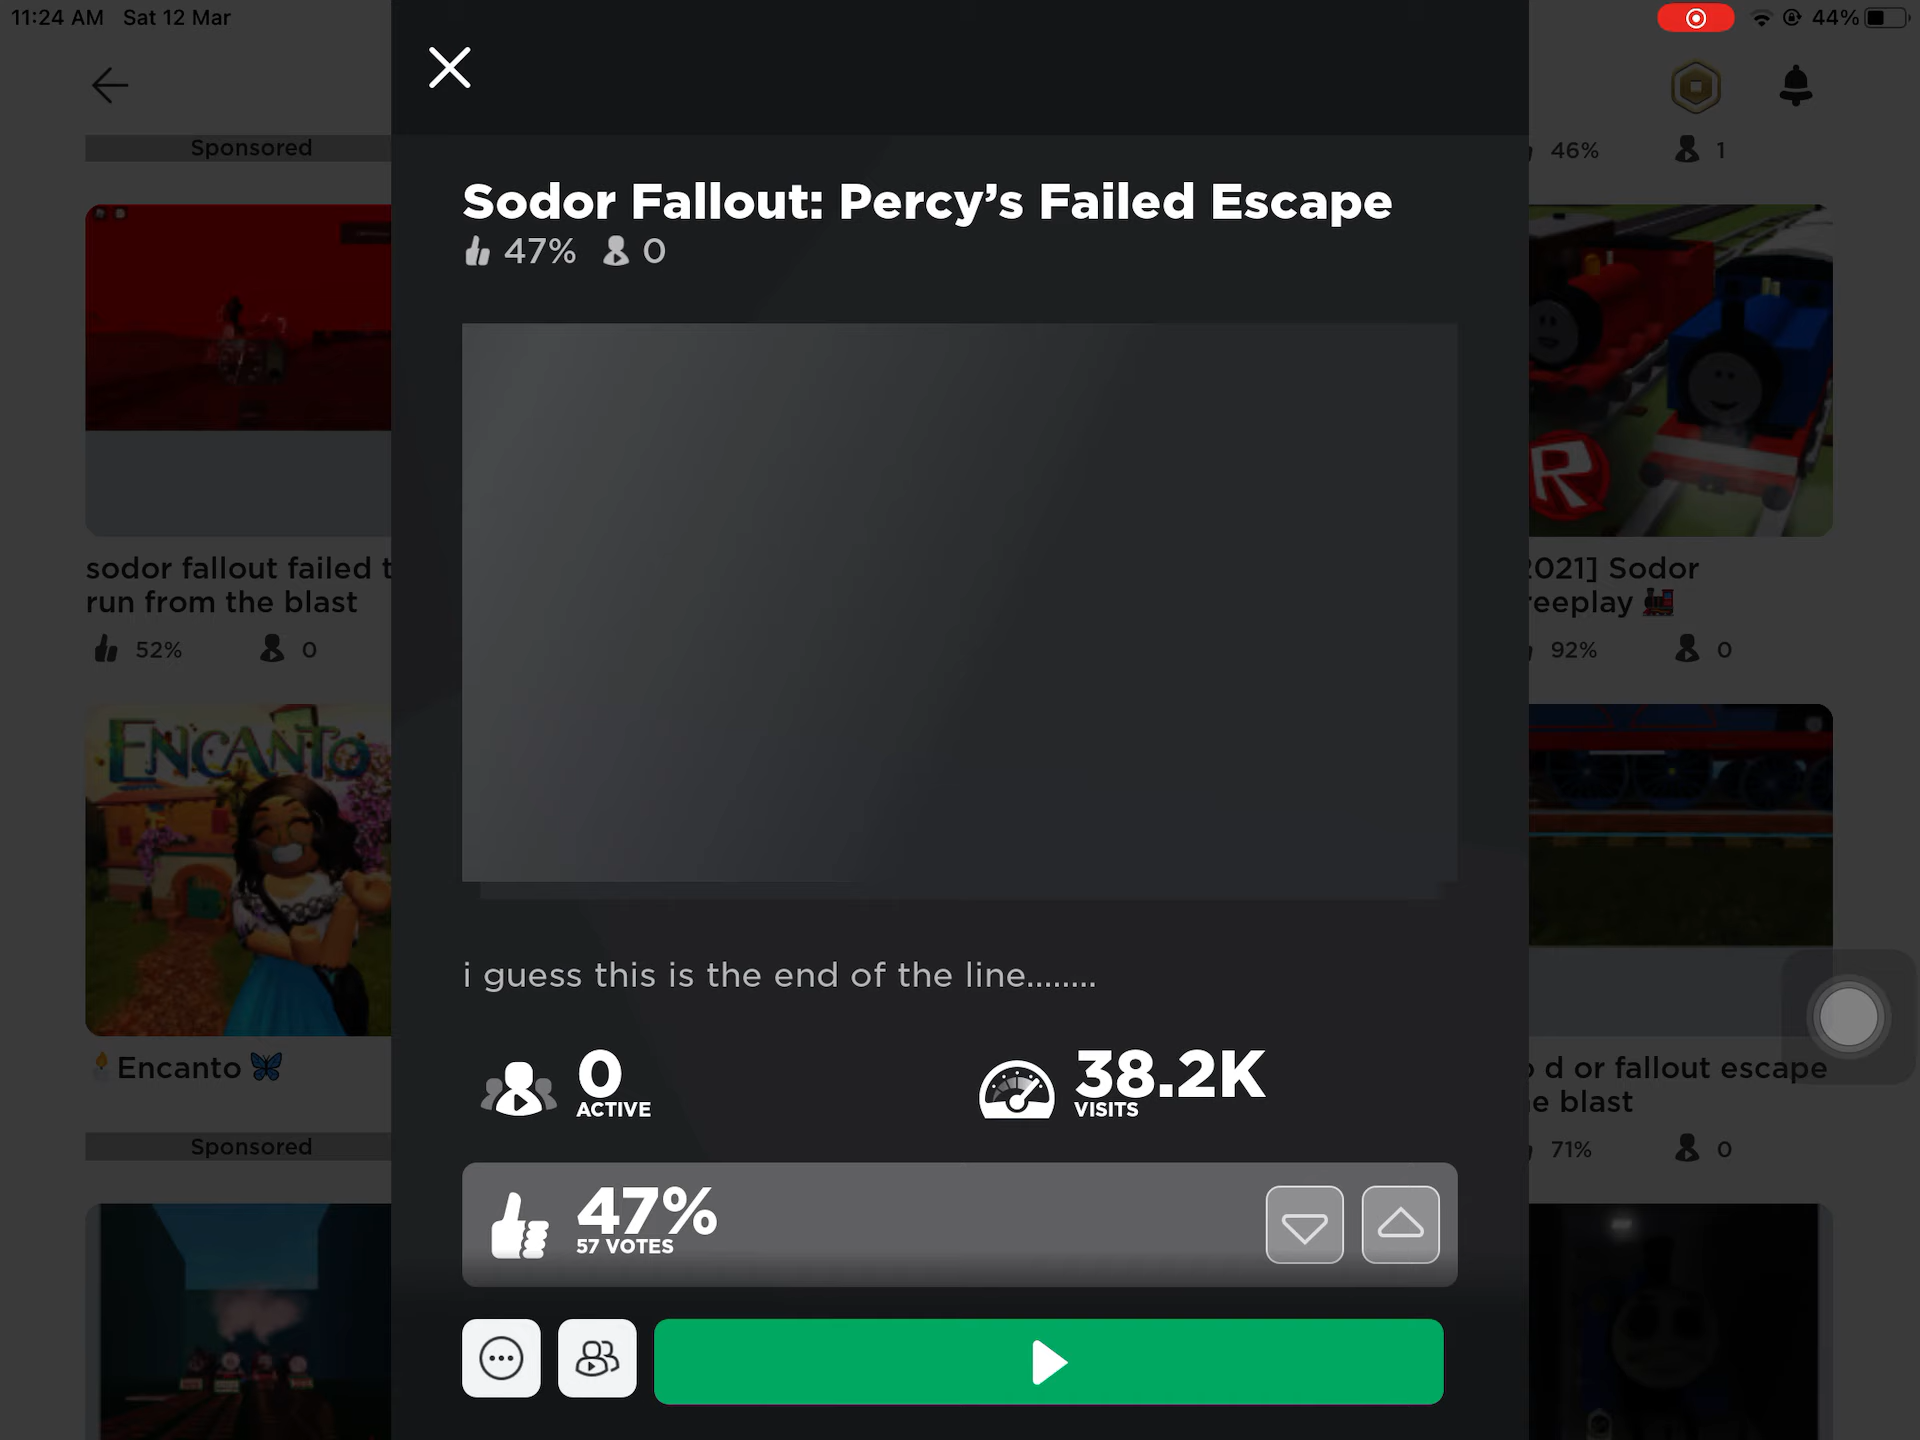 11:24 AM Sat 12 Mar
44%
Sponsored
46% 1
Sodor Fallout: Percy's Failed Escape
47% 0
sodor fallout failed
run from the blast
52% 0
2021] Sodor
reeplay
92% 0
R
ENCANTO
Encanto
Sponsored
i guess this is the end of the line........
0
ACTIVE
38.2K
VISITS
d or fallout escape
e blast
71% 0
47%
57 VOTES